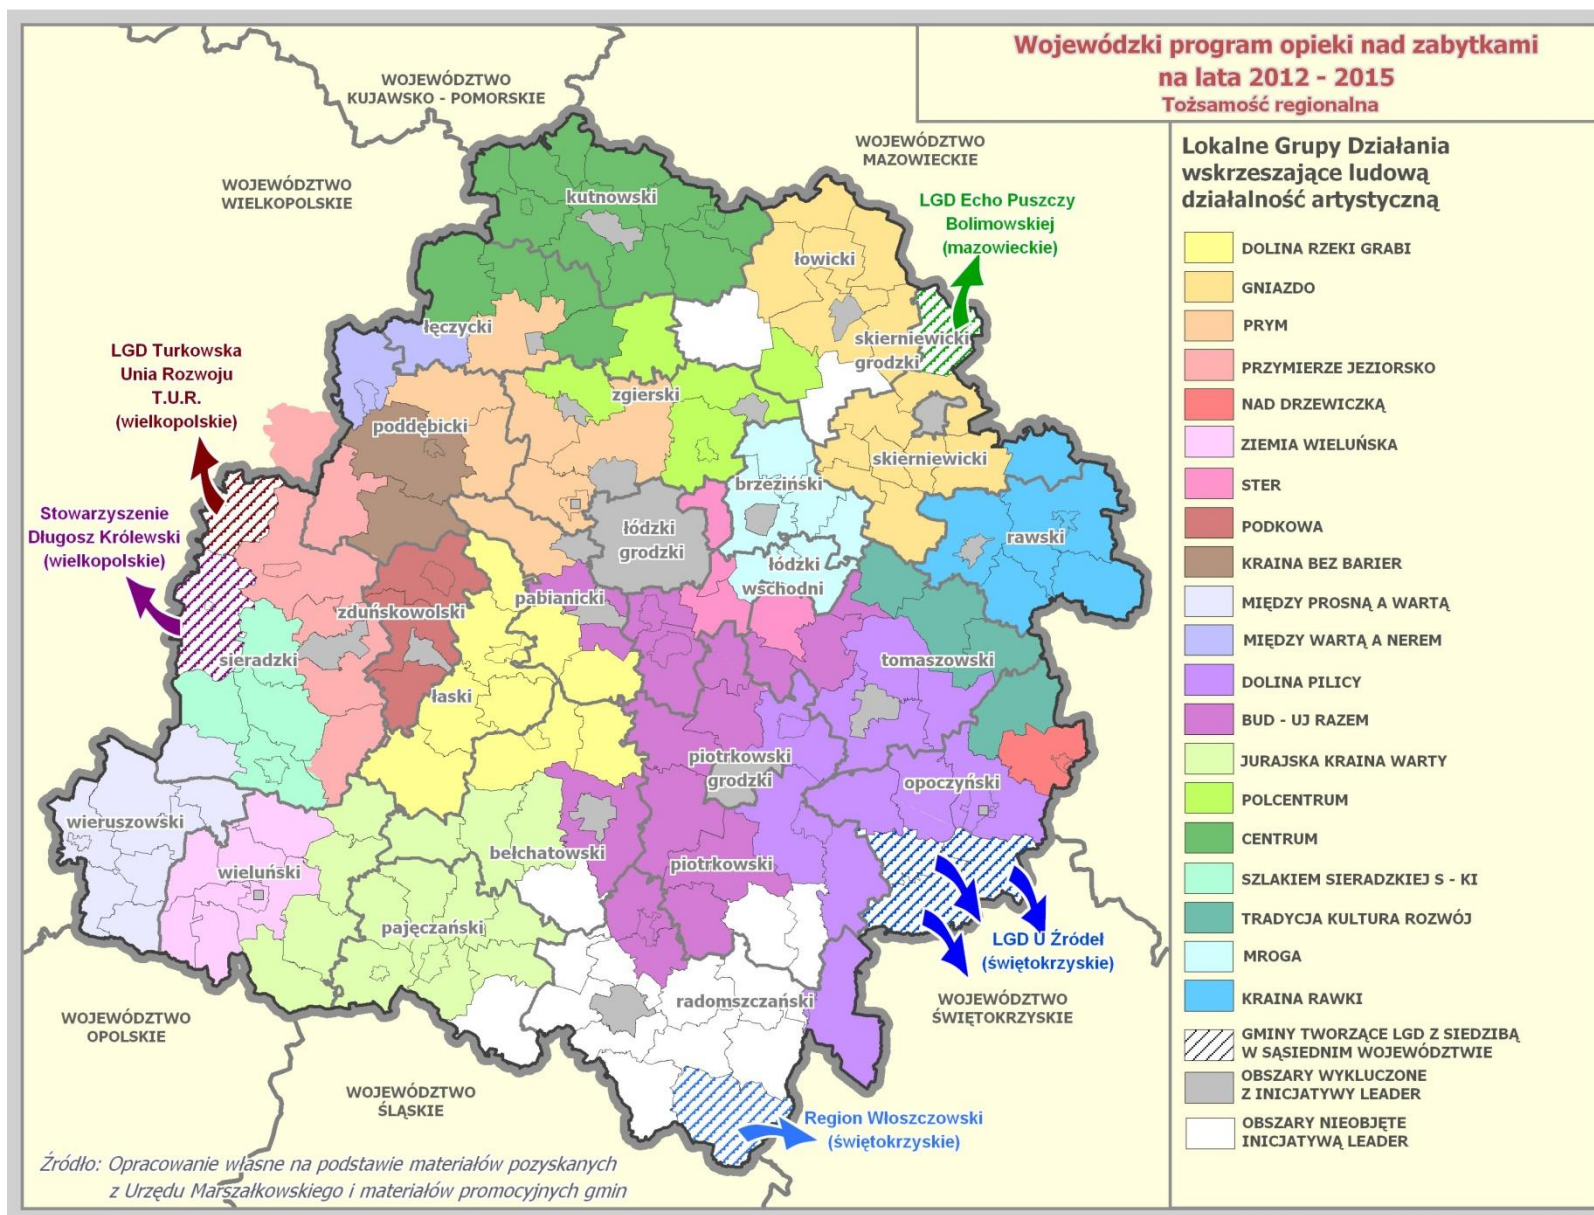 Wojewódzki program opieki nad zabytkami
na lata 2012 - 2015
Tożsamość regionalna
WOJEWÓDZTWO
KUJAWSKO - POMORSKIE
WOJEWÓDZTWO
MAZOWIECKIE
WOJEWÓDZTWO
WIELKOPOLSKIE
LGD Echo Puszczy
Bolimowskiej
(mazowieckie)
kutnowski
łowicki
łęczycki
skierniewicki
grodzki
LGD Turkowska
Unia Rozwoju
T.U.R.
(wielkopolskie)
zgierski
poddębicki
skierniewicki
brzeziński
Stowarzyszenie
Długosz Królewski
(wielkopolskie)
łódzki
grodzki
rawski
łódzki
wschodni
pabianicki
zduńskowolski
sieradzki
tomaszowski
łaski
piotrkowski
grodzki
opoczyński
wieruszowski
bełchatowski
piotrkowski
wieluński
pajęczański
LGD U Źródeł
(świętokrzyskie)
radomszczański
WOJEWÓDZTWO
ŚWIĘTOKRZYSKIE
WOJEWÓDZTWO
OPOLSKIE
WOJEWÓDZTWO
ŚLĄSKIE
Region Włoszczowski
(świętokrzyskie)
Źródło: Opracowanie własne na podstawie materiałów pozyskanych
z Urzędu Marszałkowskiego i materiałów promocyjnych gmin
Lokalne Grupy Działania
wskrzeszające ludową
działalność artystyczną
DOLINA RZEKI GRABI
GNIAZDO
PRYM
PRZYMIERZE JEZIORSKO
NAD DRZEWICZKĄ
ZIEMIA WIELUŃSKA
STER
PODKOWA
KRAINA BEZ BARIER
MIĘDZY PROSNĄ A WARTĄ
MIĘDZY WARTĄ A NEREM
DOLINA PILICY
BUD - UJ RAZEM
JURAJSKA KRAINA WARTY
POLCENTRUM
CENTRUM
SZLAKIEM SIERADZKIEJ S - KI
TRADYCJA KULTURA ROZWÓJ
MROGA
KRAINA RAWKI
GMINY TWORZĄCE LGD Z SIEDZIBĄ
W SĄSIEDNIM WOJEWÓDZTWIE
OBSZARY WYKLUCZONE
Z INICJATYWY LEADER
OBSZARY NIEOBJĘTE
INICJATYWĄ LEADER